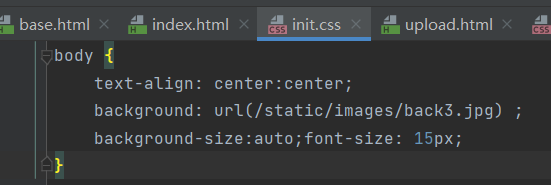 base.html index.html init.css upload.html
body {
text-align: center:center;
background: url(/static/images/back3.jpg) ;
background-size:auto;font-size: 15px;
}